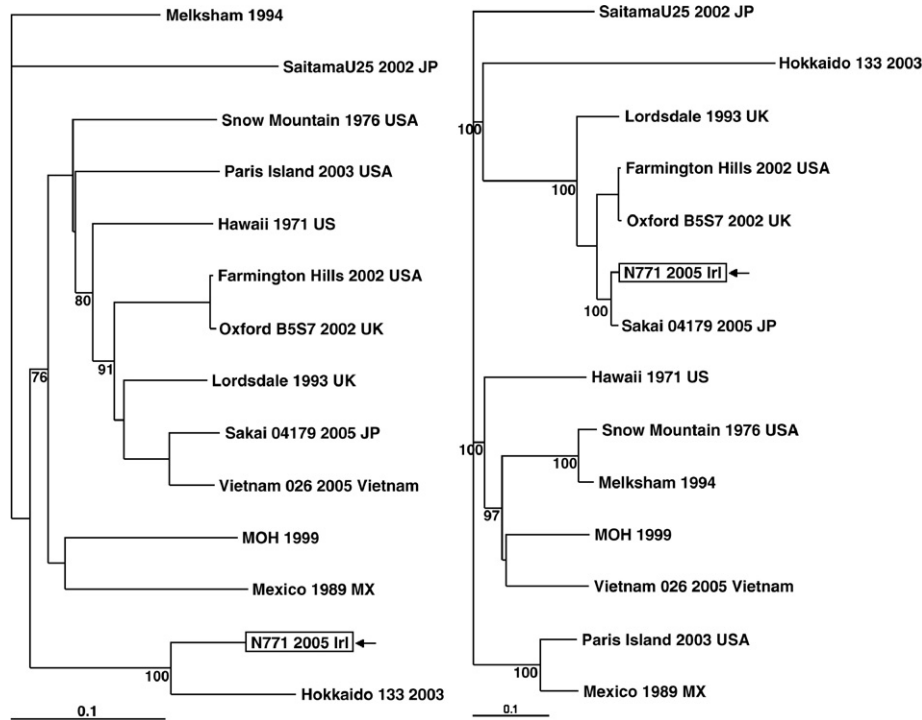 Melksham 1994
SaitamaU25 2002 JP
Snow Mountain 1976 USA
Paris Island 2003 USA
Hawaii 1971 US
80
Farmington Hills 2002 USA
Oxford B5S7 2002 UK
91
76
Lordsdale 1993 UK
Sakai 04179 2005 JP
Vietnam 026 2005 Vietnam
MOH 1999
Mexico 1989 MX
N771 2005 Irl
100
Hokkaido 133 2003
0.1
SaitamaU25 2002 JP
Hokkaido 133 2003
100
Lordsdale 1993 UK
Farmington Hills 2002 USA
100
Oxford B5S7 2002 UK
N771 2005 Irl
100
Sakai 04179 2005 JP
Hawaii 1971 US
Snow Mountain 1976 USA
100
100
Melksham 1994
97
MOH 1999
Vietnam 026 2005 Vietnam
Paris Island 2003 USA
100
Mexico 1989 MX
0.1